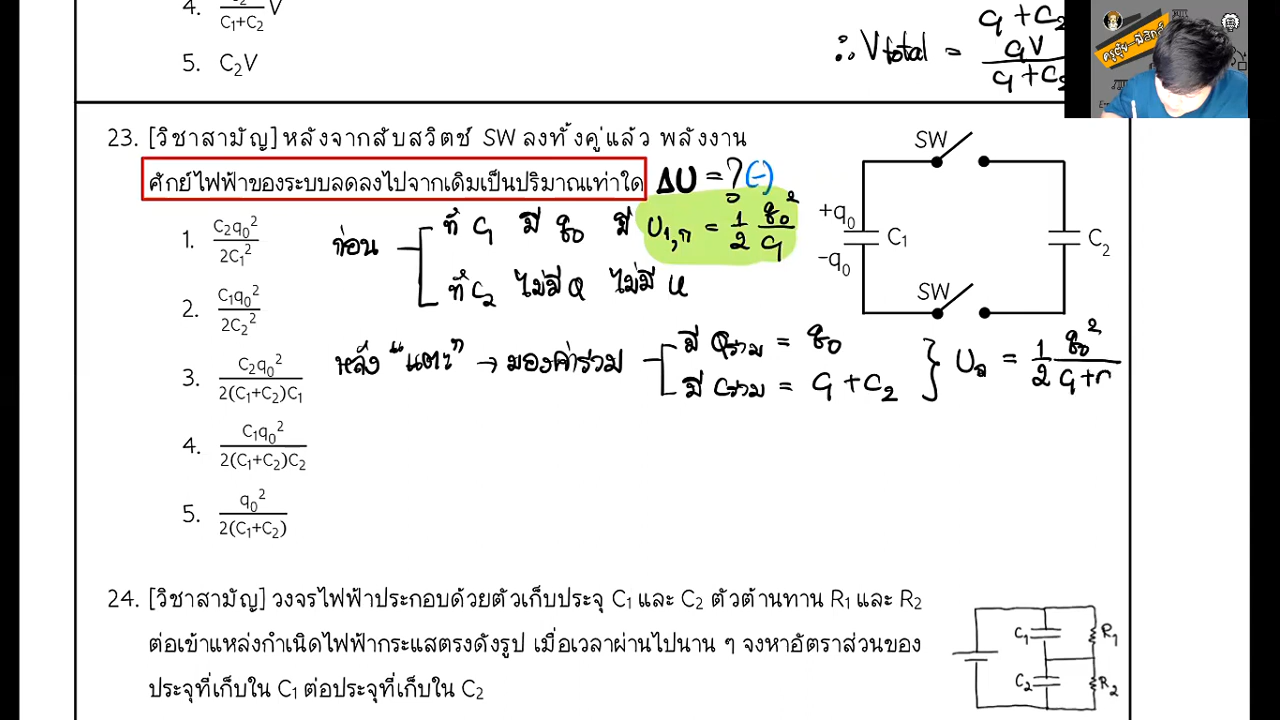 4. C₁+C₂ V
5. C₂V
∴ Vtotal = C₁V / C₁+C₂
ครูตุ้ย-ฟิสิกส์
23. [วิชาสามัญ] หลังจากสับสวิตช์ SW ลงทั้งคู่แล้ว พลังงาน
ศักย์ไฟฟ้าของระบบลดลงไปจากเดิมเป็นปริมาณเท่าใด ΔU = ? (-)
1. C₂q₀² / 2C₁²
2. C₁q₀² / 2C₂²
3. C₂q₀² / 2(C₁+C₂)C₁
4. C₁q₀² / 2(C₁+C₂)C₂
5. q₀² / 2(C₁+C₂)
ก่อน
ที่ C₁ มี q₀ มี U₁,ก = 1/2 q₀²/C₁
ที่ C₂ ไม่มี Q ไม่มี U
หลัง "แตะ" → มองค่ารวม
มี Qรวม = q₀
มี Cรวม = C₁ + C₂
= 1/2 q₀²
SW
+q₀
-q₀
C₁
C₂
SW
24. [วิชาสามัญ] วงจรไฟฟ้าประกอบด้วยตัวเก็บประจุ C₁ และ C₂ ตัวต้านทาน R₁ และ R₂
ต่อเข้าแหล่งกำเนิดไฟฟ้ากระแสตรงดังรูป เมื่อเวลาผ่านไปนาน ๆ จงหาอัตราส่วนของ
ประจุที่เก็บใน C₁ ต่อประจุที่เก็บใน C₂
C₁
R₁
C₂
R₂